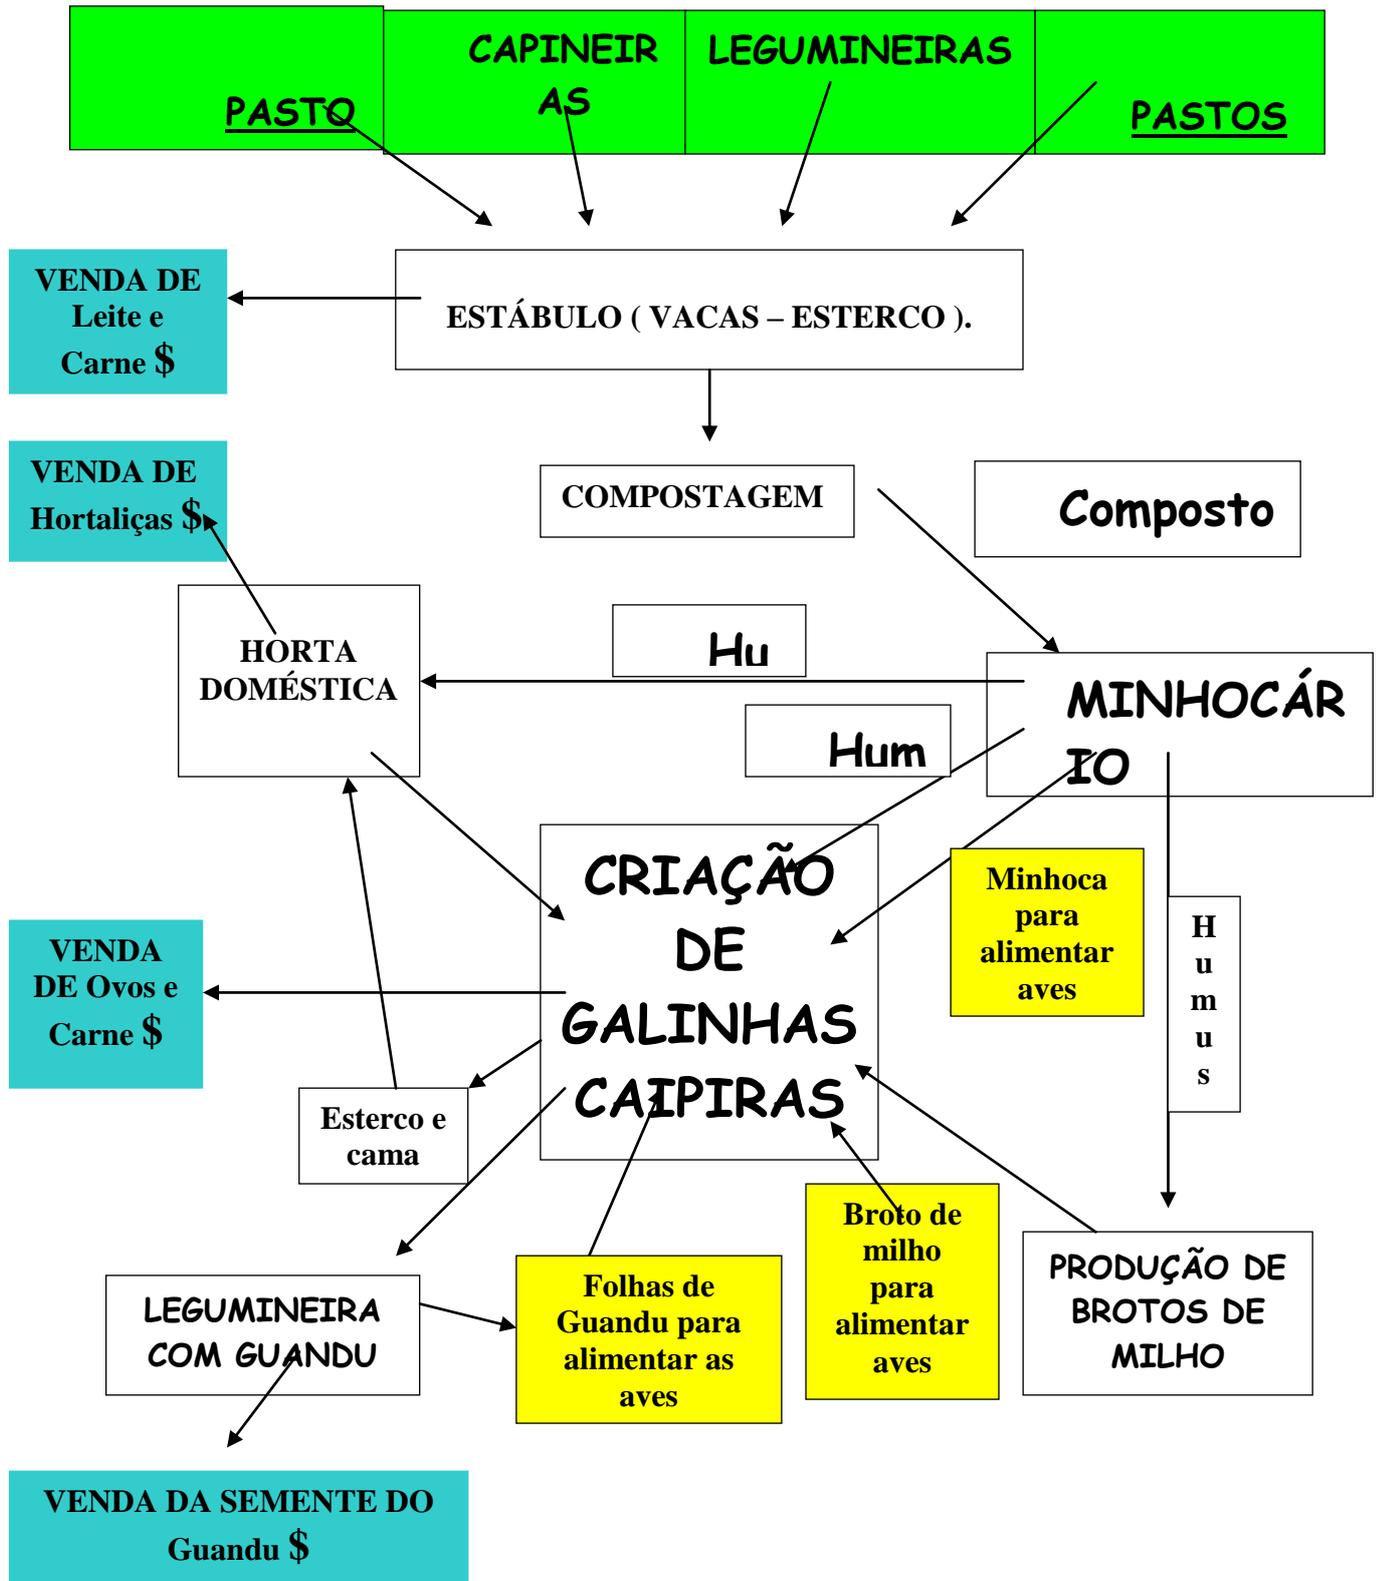 PASTO
CAPINEIR
AS
LEGUMINEIRAS
PASTOS
VENDA DE
Leite e
Carne $
ESTÁBULO ( VACAS – ESTERCO ).
VENDA DE
Hortaliças $
COMPOSTAGEM
Composto
HORTA
DOMÉSTICA
Hu
MINHOCÁR
IO
Hum
CRIAÇÃO
DE
GALINHAS
CAIPIRAS
Minhoca
para
alimentar
aves
H
u
m
u
s
VENDA
DE Ovos e
Carne $
Esterco e
cama
LEGUMINEIRA
COM GUANDU
Folhas de
Guandu para
alimentar as
aves
Broto de
milho
para
alimentar
aves
PRODUÇÃO DE
BROTOS DE
MILHO
VENDA DA SEMENTE DO
Guandu $